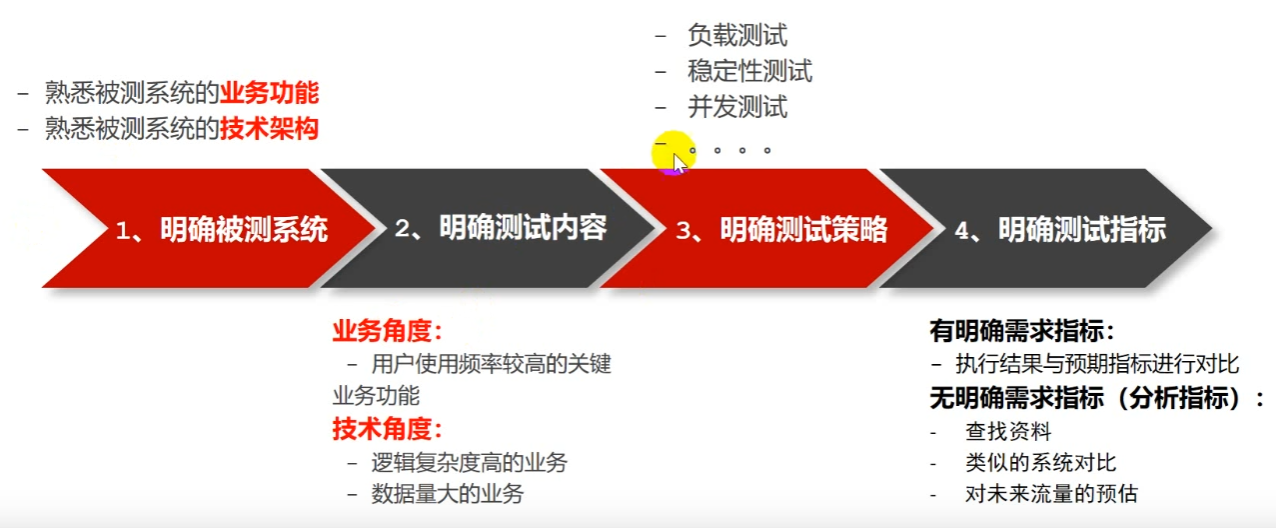 - 负载测试
- 稳定性测试
- 并发测试
- 。。。。
- 熟悉被测系统的业务功能
- 熟悉被测系统的技术架构
1、明确被测系统
2、明确测试内容
3、明确测试策略
4、明确测试指标
业务角度：
- 用户使用频率较高的关键
业务功能
技术角度：
- 逻辑复杂度高的业务
- 数据量大的业务
有明确需求指标：
- 执行结果与预期指标进行对比
无明确需求指标（分析指标）：
- 查找资料
- 类似的系统对比
- 对未来流量的预估